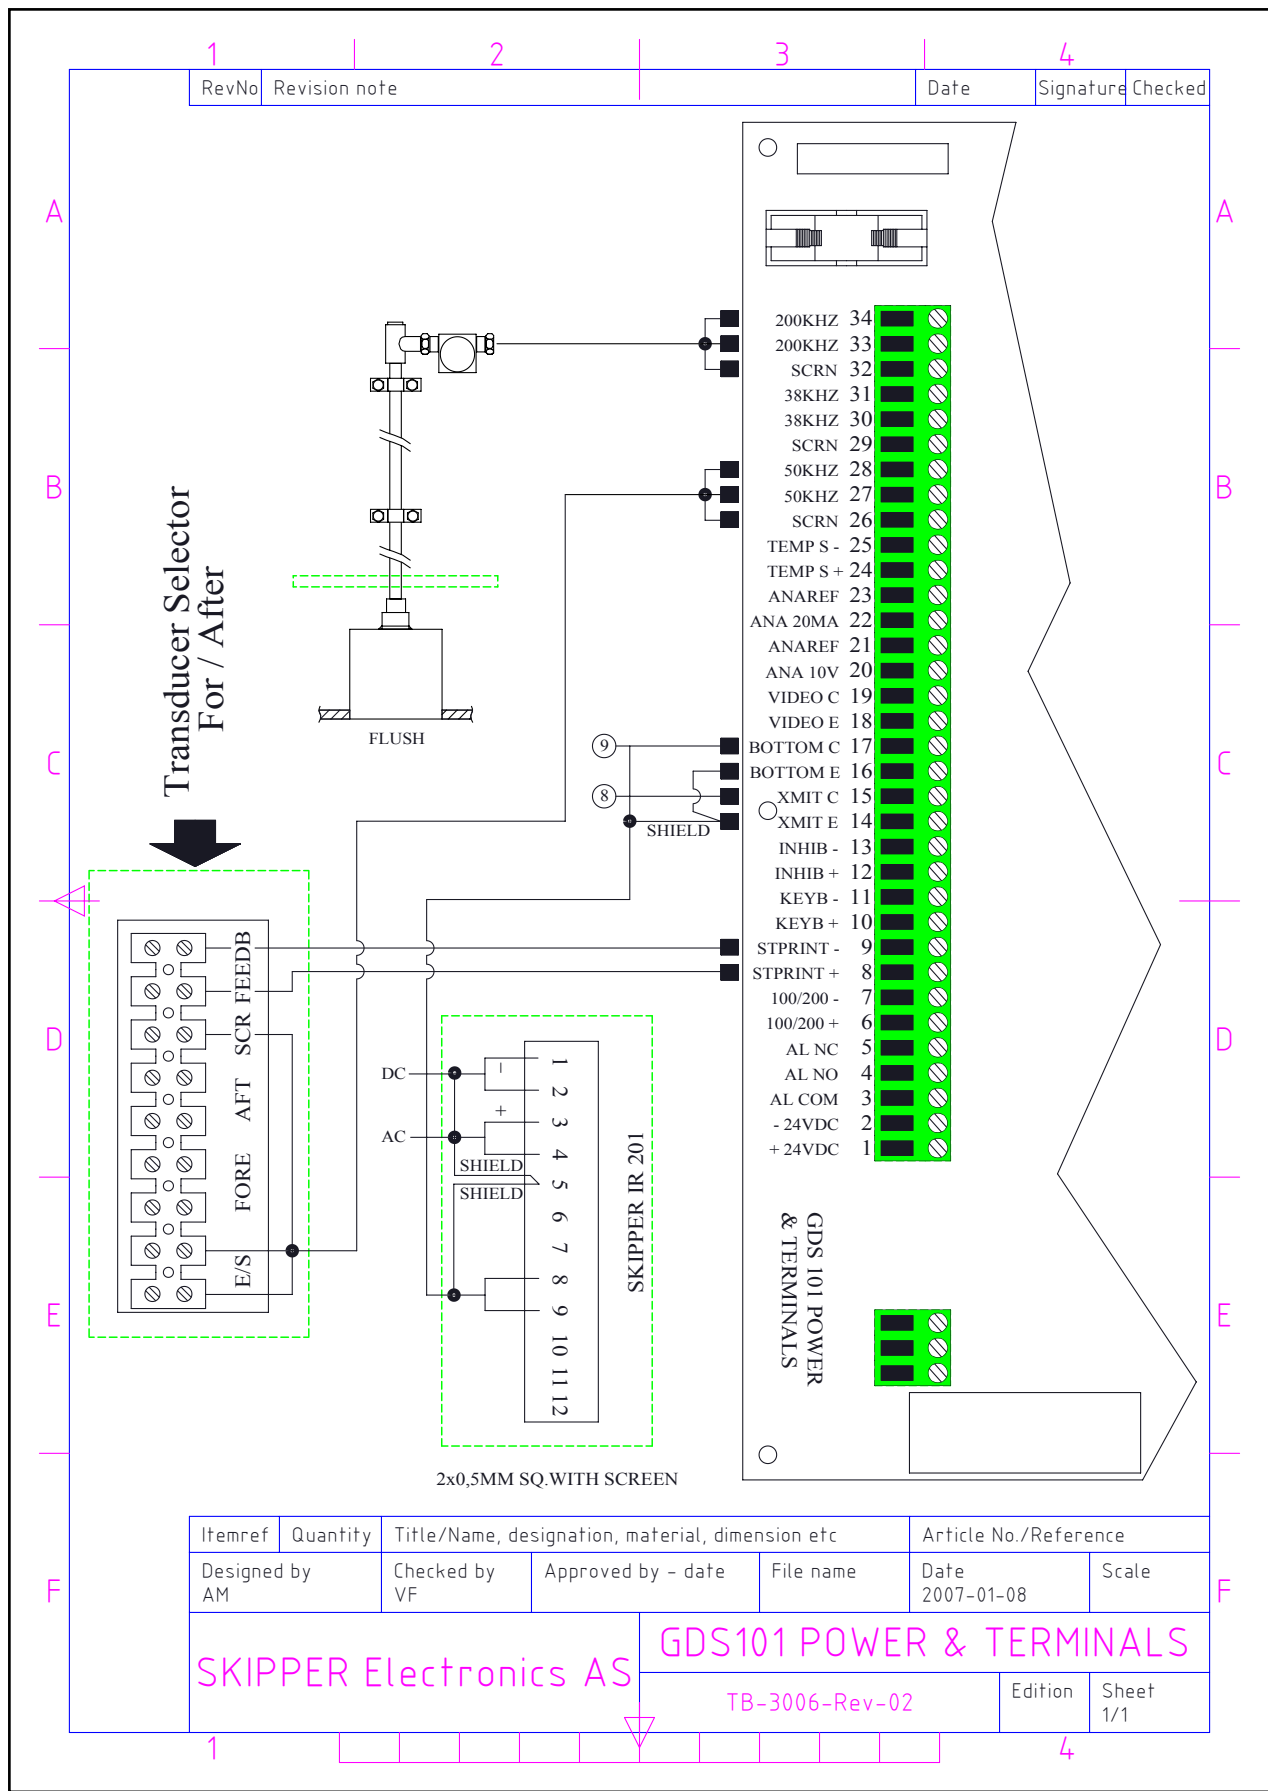 1 2 3 4
RevNo Revision note Date Signature Checked
A A
B B
C C
D D
E E
F F
200KHZ 34
200KHZ 33
SCRN 32
38KHZ 31
38KHZ 30
SCRN 29
50KHZ 28
50KHZ 27
SCRN 26
TEMP S - 25
TEMP S + 24
ANAREF 23
ANA 20MA 22
ANAREF 21
ANA 10V 20
VIDEO C 19
VIDEO E 18
BOTTOM C 17
BOTTOM E 16
XMIT C 15
XMIT E 14
INHIB - 13
INHIB + 12
KEYB - 11
KEYB + 10
STPRINT - 9
STPRINT + 8
100/200 - 7
100/200 + 6
AL NC 5
AL NO 4
AL COM 3
- 24VDC 2
+ 24VDC 1
GDS 101 POWER
& TERMINALS
FLUSH
9
8
SHIELD
Transducer Selector
For / After
FEEDB
SCR
AFT
FORE
E/S
DC
AC
-
+
SHIELD
SHIELD
1
2
3
4
5
6
7
8
9
10
11
12
SKIPPER IR 201
2x0,5MM SQ.WITH SCREEN
Itemref Quantity Title/Name, designation, material, dimension etc Article No./Reference
Designed by Checked by Approved by - date File name Date Scale
AM VF 2007-01-08
SKIPPER Electronics AS
GDS101 POWER & TERMINALS
TB-3006-Rev-02
Edition Sheet
1/1
1 4